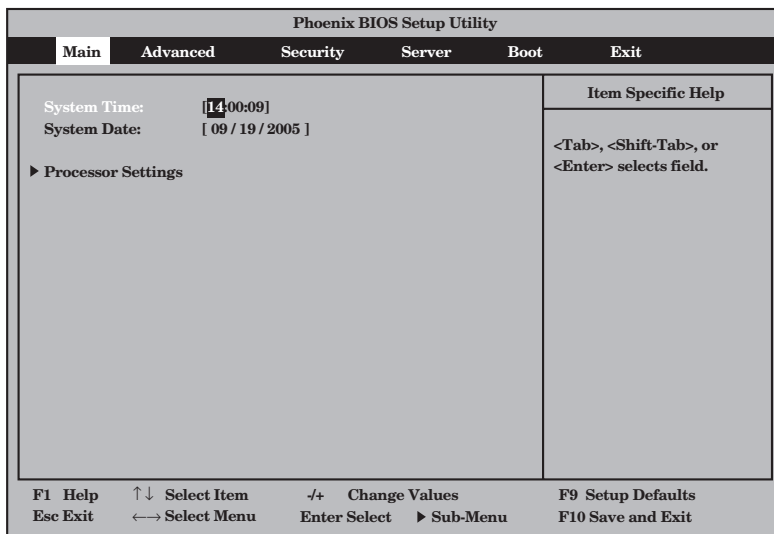 Phoenix BIOS Setup Utility
Main Advanced Security Server Boot Exit
System Time: [14:00:09]
System Date: [ 09 / 19 / 2005 ]
▶ Processor Settings
Item Specific Help
<Tab>, <Shift-Tab>, or
<Enter> selects field.
F1 Help ↑↓ Select Item -/+ Change Values F9 Setup Defaults
Esc Exit ←→ Select Menu Enter Select ▶ Sub-Menu F10 Save and Exit